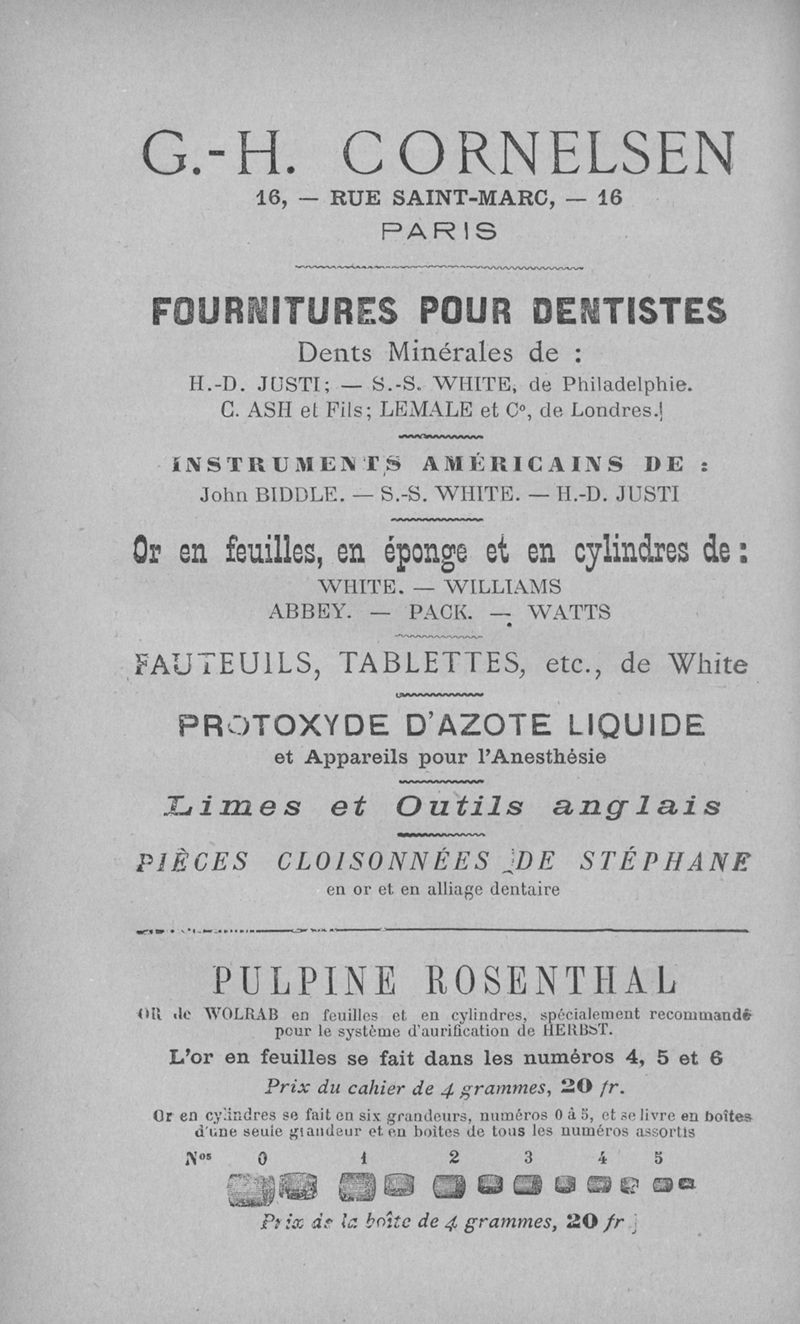 G.-H. CORNELSEN
16, — RUE SAINT-MARC, — 16
PARIS
FOURNITURES POUR DENTISTES
Dents Minérales de :
H.-D. JUSTI; — S.-S. WHITE, de Philadelphie.
C. ASH et Fils; LEMALE et Cº, de Londres.
INSTRUMENTS AMÉRICAINS DE :
John BIDDLE. — S.-S. WHITE. — H.-D. JUSTI
Or en feuilles, en éponge et en cylindres de :
WHITE. — WILLIAMS
ABBEY. — PACK. — WATTS
FAUTEUILS, TABLETTES, etc., de White
PROTOXYDE D'AZOTE LIQUIDE
et Appareils pour l'Anesthésie
Limes et Outils anglais
PIÈCES CLOISONNÉES DE STÉPHANE
en or et en alliage dentaire
PULPINE ROSENTHAL
OR de WOLRAB en feuilles et en cylindres, spécialement recommandé
pour le système d'aurification de HERBST.
L'or en feuilles se fait dans les numéros 4, 5 et 6
Prix du cahier de 4 grammes, 20 fr.
Or en cylindres se fait en six grandeurs, numéros 0 à 5, et se livre en boîtes
d'une seule grandeur et en boîtes de tous les numéros assortis
Nos 0 1 2 3 4 5
Prix de la boîte de 4 grammes, 20 fr